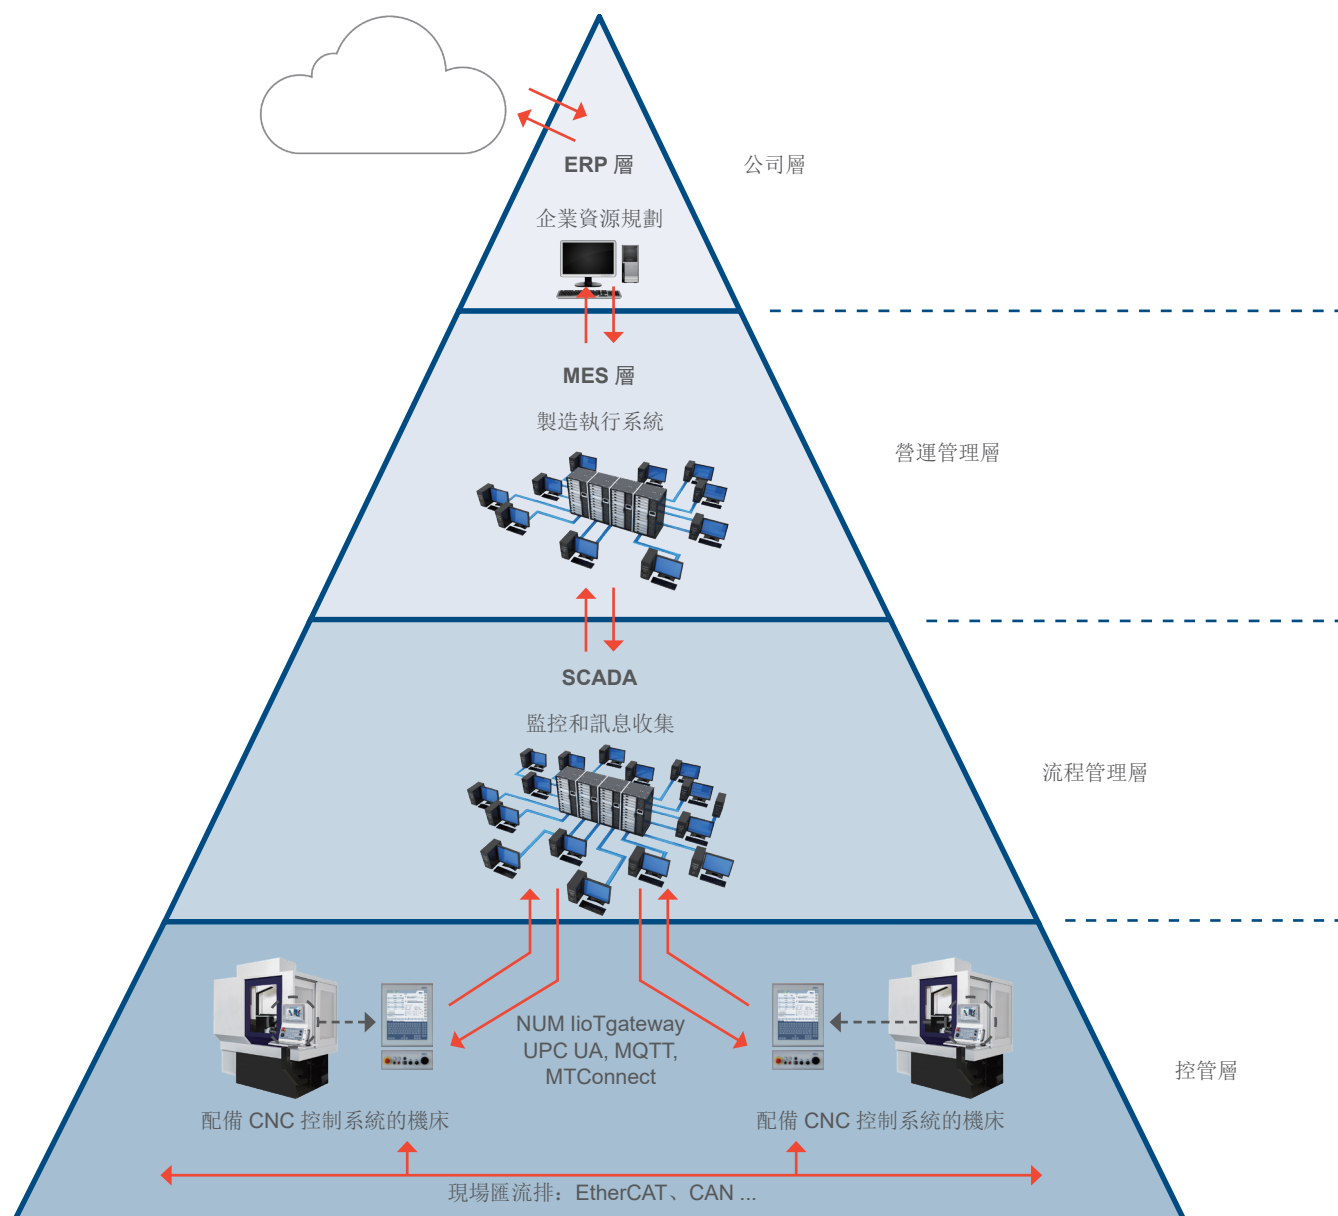 ERP 層
公司層
企業資源規劃
MES 層
製造執行系統
營運管理層
SCADA
監控和訊息收集
流程管理層
NUM IioTgateway
UPC UA, MQTT,
MTConnect
控管層
配備 CNC 控制系統的機床
配備 CNC 控制系統的機床
現場匯流排：EtherCAT、CAN ...